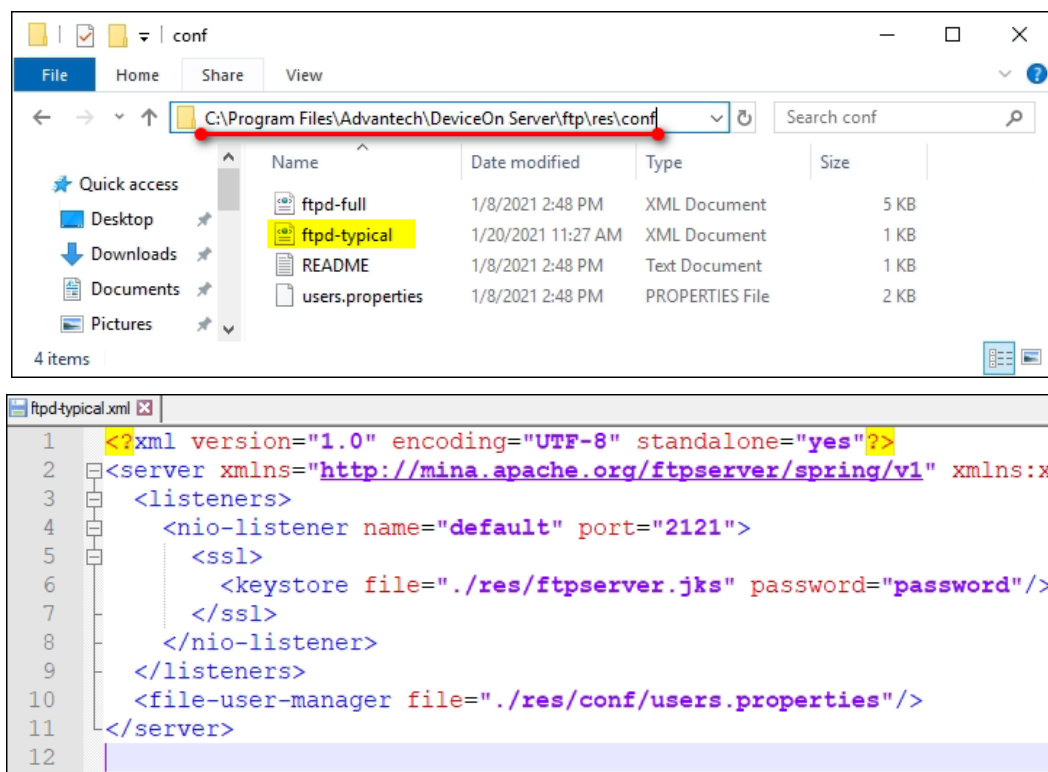 conf
File Home Share View
C:\Program Files\Advantech\DeviceOn Server\ftp\res\conf Search conf
Name Date modified Type Size
Quick access
Desktop
Downloads
Documents
Pictures
ftpd-full 1/8/2021 2:48 PM XML Document 5 KB
ftpd-typical 1/20/2021 11:27 AM XML Document 1 KB
README 1/8/2021 2:48 PM Text Document 1 KB
users.properties 1/8/2021 2:48 PM PROPERTIES File 2 KB
4 items
ftpd-typical.xml
1 <?xml version="1.0" encoding="UTF-8" standalone="yes"?>
2 <server xmlns="http://mina.apache.org/ftpserver/spring/v1" xmlns:x
3 <listeners>
4 <nio-listener name="default" port="2121">
5 <ssl>
6 <keystore file="./res/ftpserver.jks" password="password"/>
7 </ssl>
8 </nio-listener>
9 </listeners>
10 <file-user-manager file="./res/conf/users.properties"/>
11 </server>
12